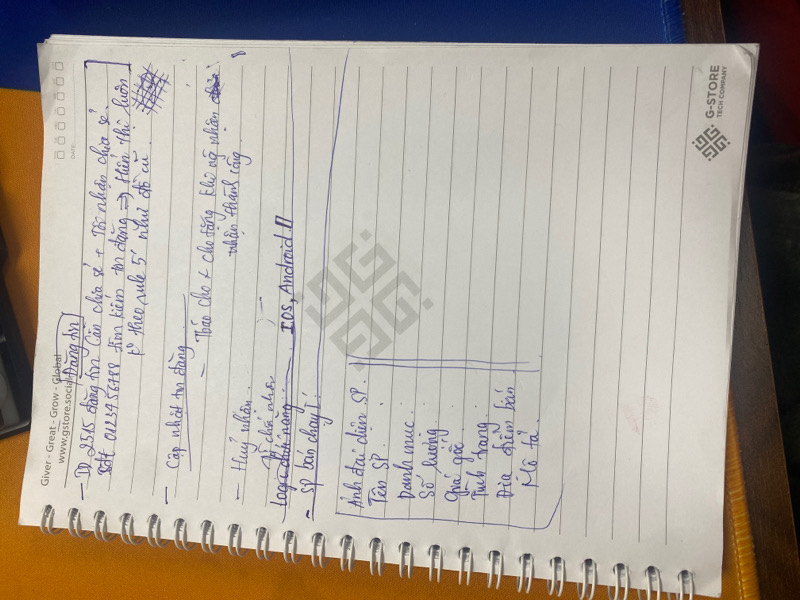 Giver - Great - Grow - Global
www.gstore.social
DATE:
Đăng tin
- ID 2515 đăng tin Cần chia sẻ + Tôi nhận chia sẻ.
Sđt 0123456788 tìm kiếm tin đăng => Hiển thị luôn
k° theo rule 5' như đồ cũ.
- Cập nhật tin đăng
- Thông báo cho x cho tặng khi ng nhận
nhận thành công.
- Huỷ nhận.
Từ chối nhận
Logic chức năng IOS, Android.
- SP bán chạy I:
Ảnh đại diện SP.
Tên SP.
Danh mục.
Số lượng
Giá gốc
Tình trạng
Địa điểm bán
Mô tả.
G-STORE
TECH COMPANY